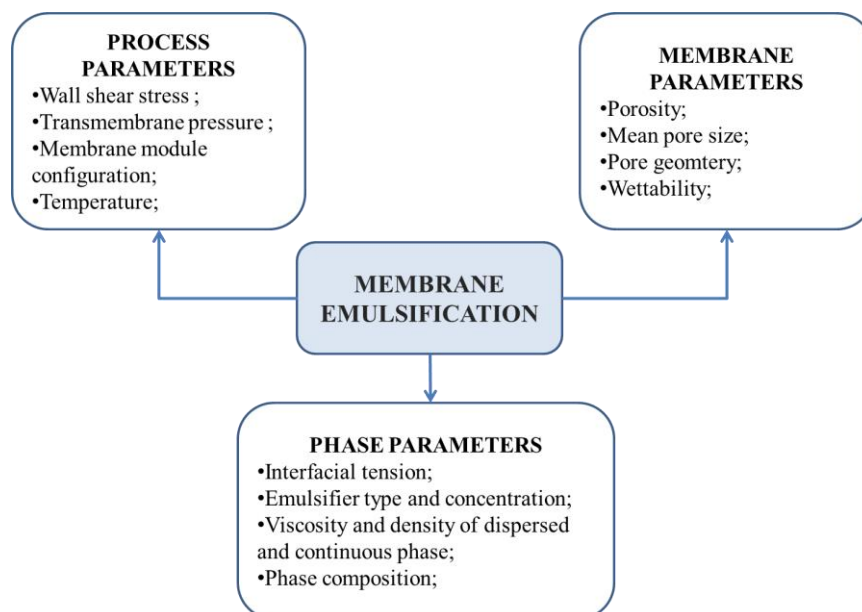 PROCESS
PARAMETERS
•Wall shear stress ;
•Transmembrane pressure ;
•Membrane module
configuration;
•Temperature;
MEMBRANE
PARAMETERS
•Porosity;
•Mean pore size;
•Pore geomtery;
•Wettability;
MEMBRANE
EMULSIFICATION
PHASE PARAMETERS
•Interfacial tension;
•Emulsifier type and concentration;
•Viscosity and density of dispersed
and continuous phase;
•Phase composition;